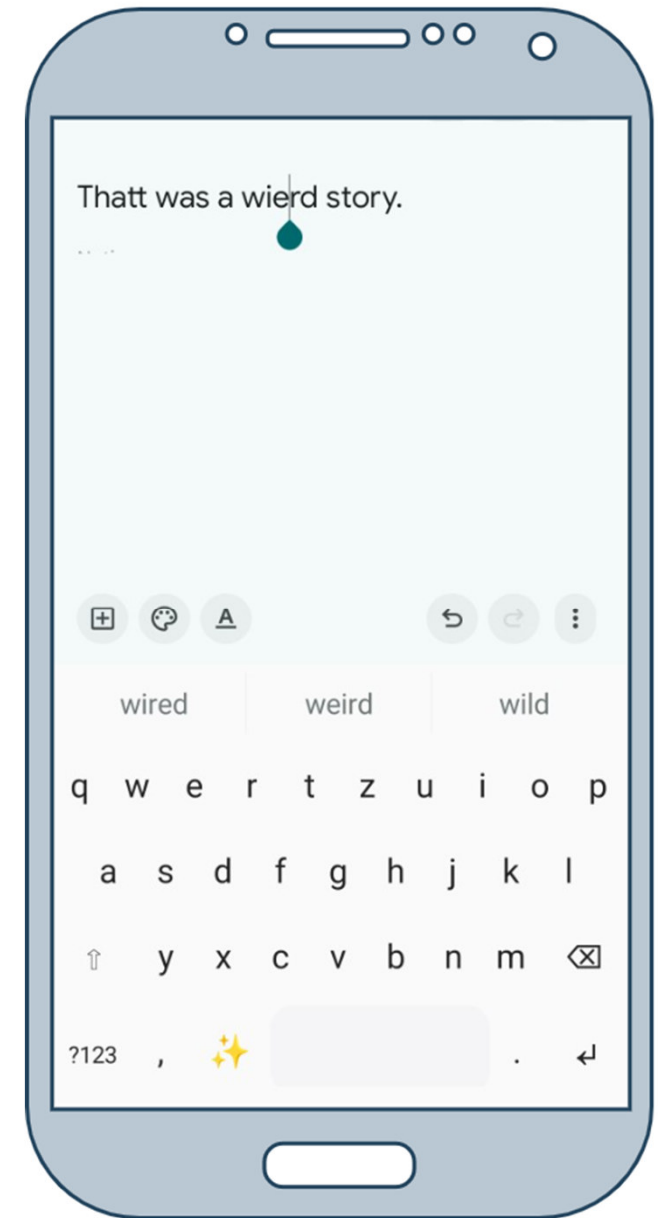 Thatt was a wierd story.
A
wired weird wild
q w e r t z u i o p
a s d f g h j k l
y x c v b n m
?123 , .